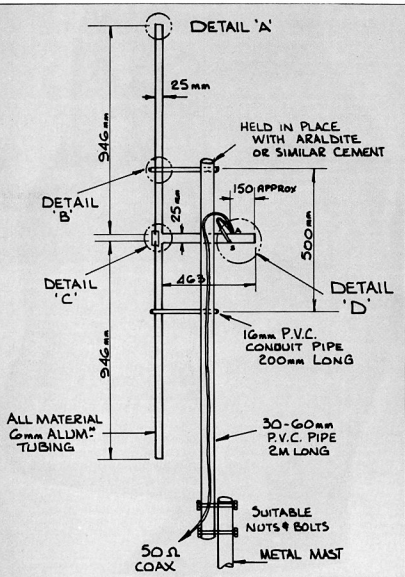 DETAIL 'A'
25mm
946mm
HELD IN PLACE
WITH ARALDITE
OR SIMILAR CEMENT
150 APPROX
DETAIL
'B'
25mm
500mm
DETAIL
'C'
463
A
B
DETAIL
'D'
16mm P.V.C.
CONDUIT PIPE
200mm LONG
946mm
ALL MATERIAL
6mm ALUM.M
TUBING
30-60mm
P.V.C. PIPE
2M LONG
SUITABLE
NUTS & BOLTS
50Ω
COAX
METAL MAST